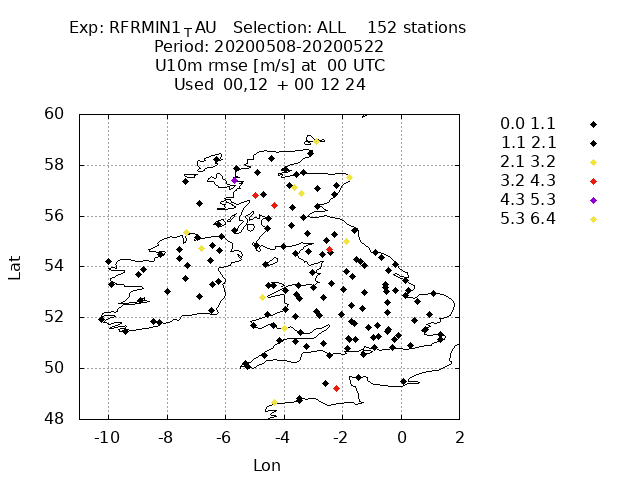 Exp: RFRMIN1_TAU Selection: ALL 152 stations
Period: 20200508-20200522
U10m rmse [m/s] at 00 UTC
Used 00,12 + 00 12 24
0.0 1.1
1.1 2.1
2.1 3.2
3.2 4.3
4.3 5.3
5.3 6.4
60
58
56
54
52
50
48
Lat
-10 -8 -6 -4 -2 0 2
Lon